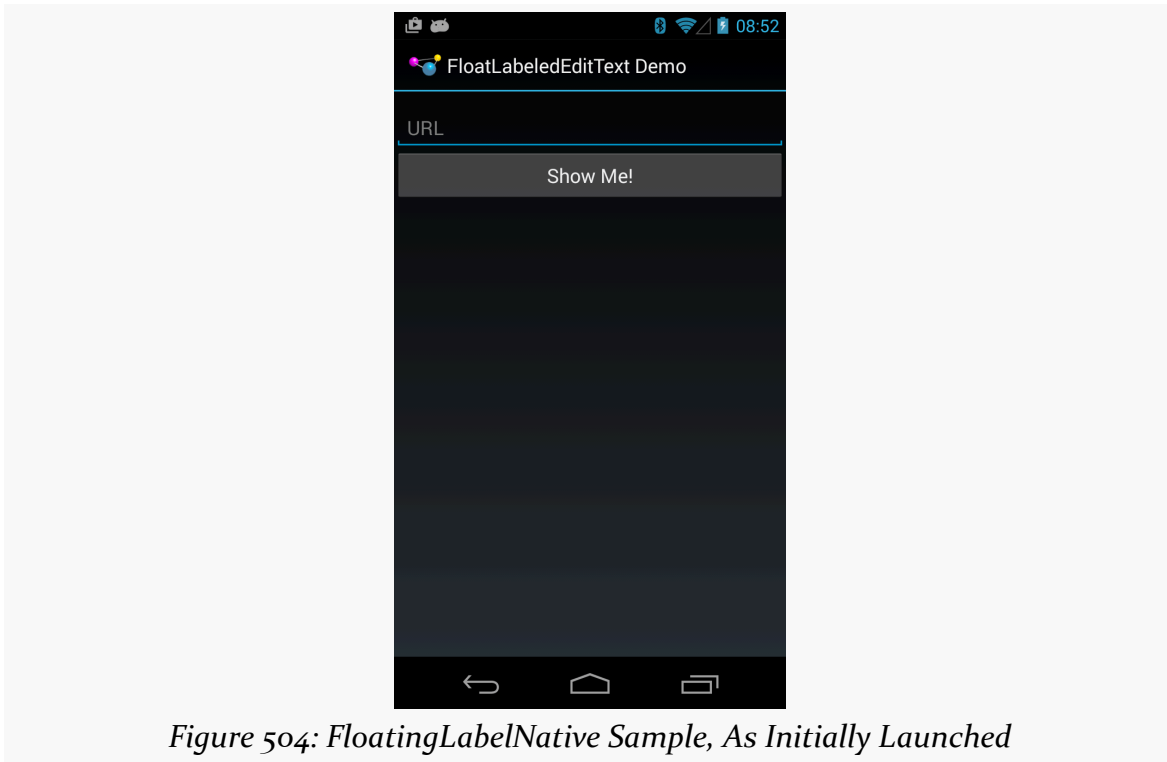 08:52
FloatLabeledEditText Demo
URL
Show Me!
Figure 504: FloatingLabelNative Sample, As Initially Launched